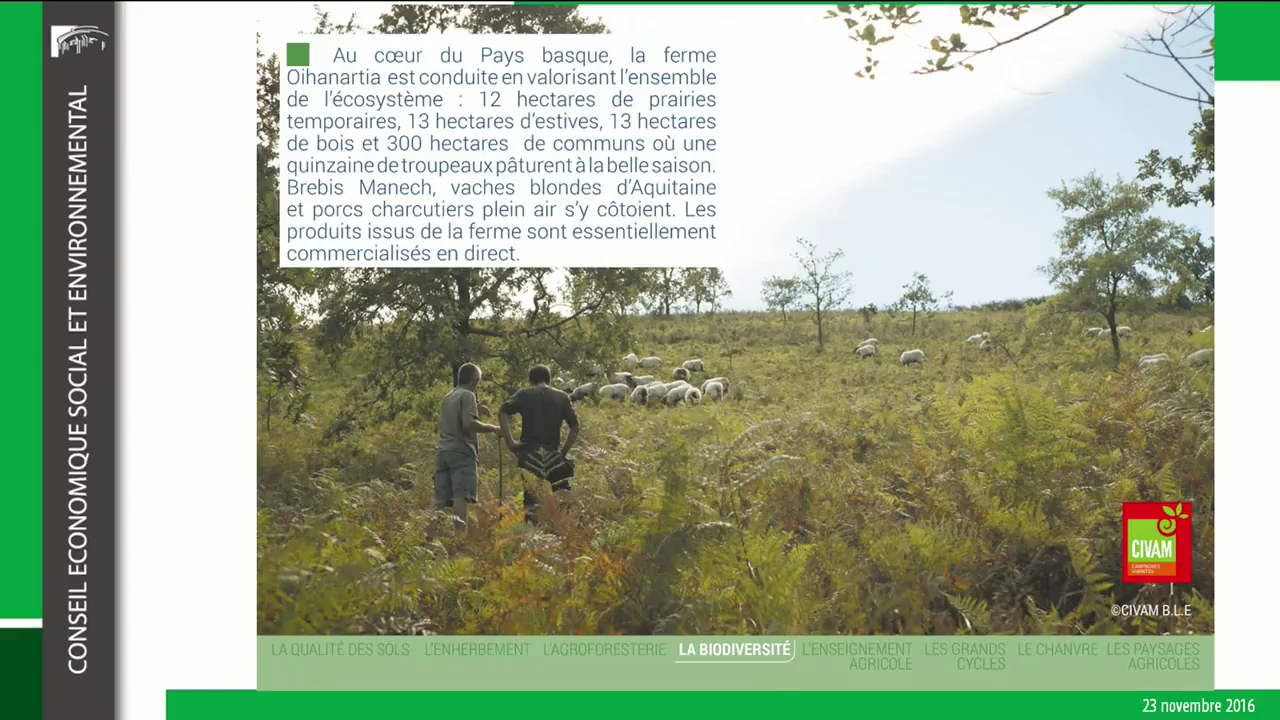 CONSEIL ECONOMIQUE SOCIAL ET ENVIRONNEMENTAL
Au cœur du Pays basque, la ferme
Oihanartia est conduite en valorisant l'ensemble
de l'écosystème : 12 hectares de prairies
temporaires, 13 hectares d'estives, 13 hectares
de bois et 300 hectares de communs où une
quinzaine de troupeaux pâturent à la belle saison.
Brebis Manech, vaches blondes d'Aquitaine
et porcs charcutiers plein air s'y côtoient. Les
produits issus de la ferme sont essentiellement
commercialisés en direct.
CIVAM
CAMPAGNES
VIVANTES
©CIVAM B.L.E
LA QUALITÉ DES SOLS L'ENHERBEMENT L'AGROFORESTERIE LA BIODIVERSITÉ L'ENSEIGNEMENT LES GRANDS LE CHANVRE LES PAYSAGES
AGRICOLE CYCLES AGRICOLES
23 novembre 2016